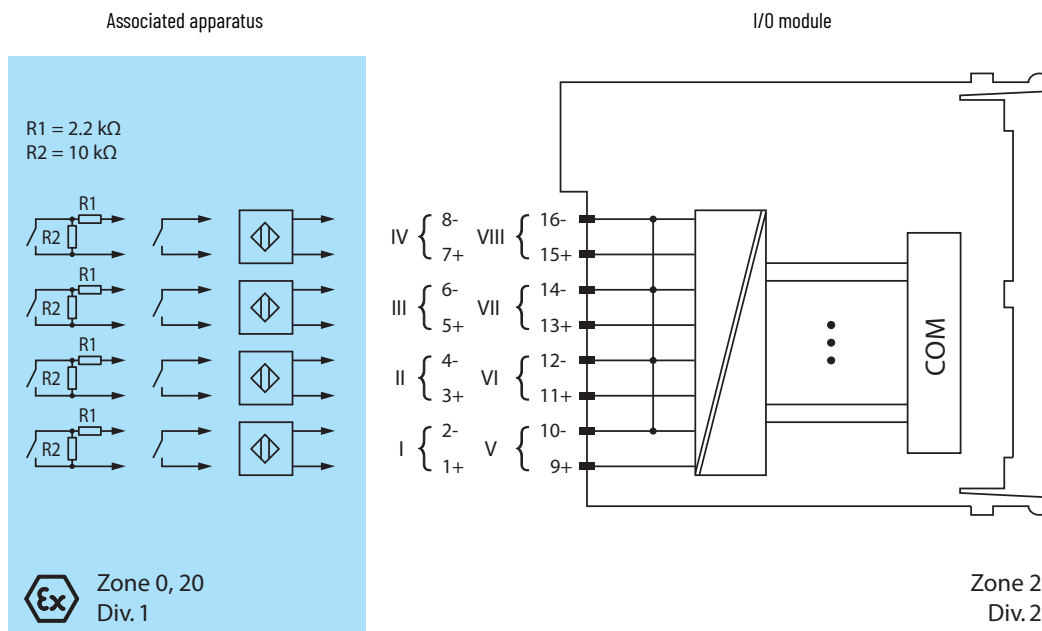 Associated apparatus
I/O module
R1 = 2.2 kΩ
R2 = 10 kΩ
R1
R2
R1
R2
R1
R2
R1
R2
IV { 8- VIII { 16-
7+ 15+
III { 6- VII { 14-
5+ 13+
II { 4- VI { 12-
3+ 11+
I { 2- V { 10-
1+ 9+
COM
Ex
Zone 0, 20
Div. 1
Zone 2
Div. 2